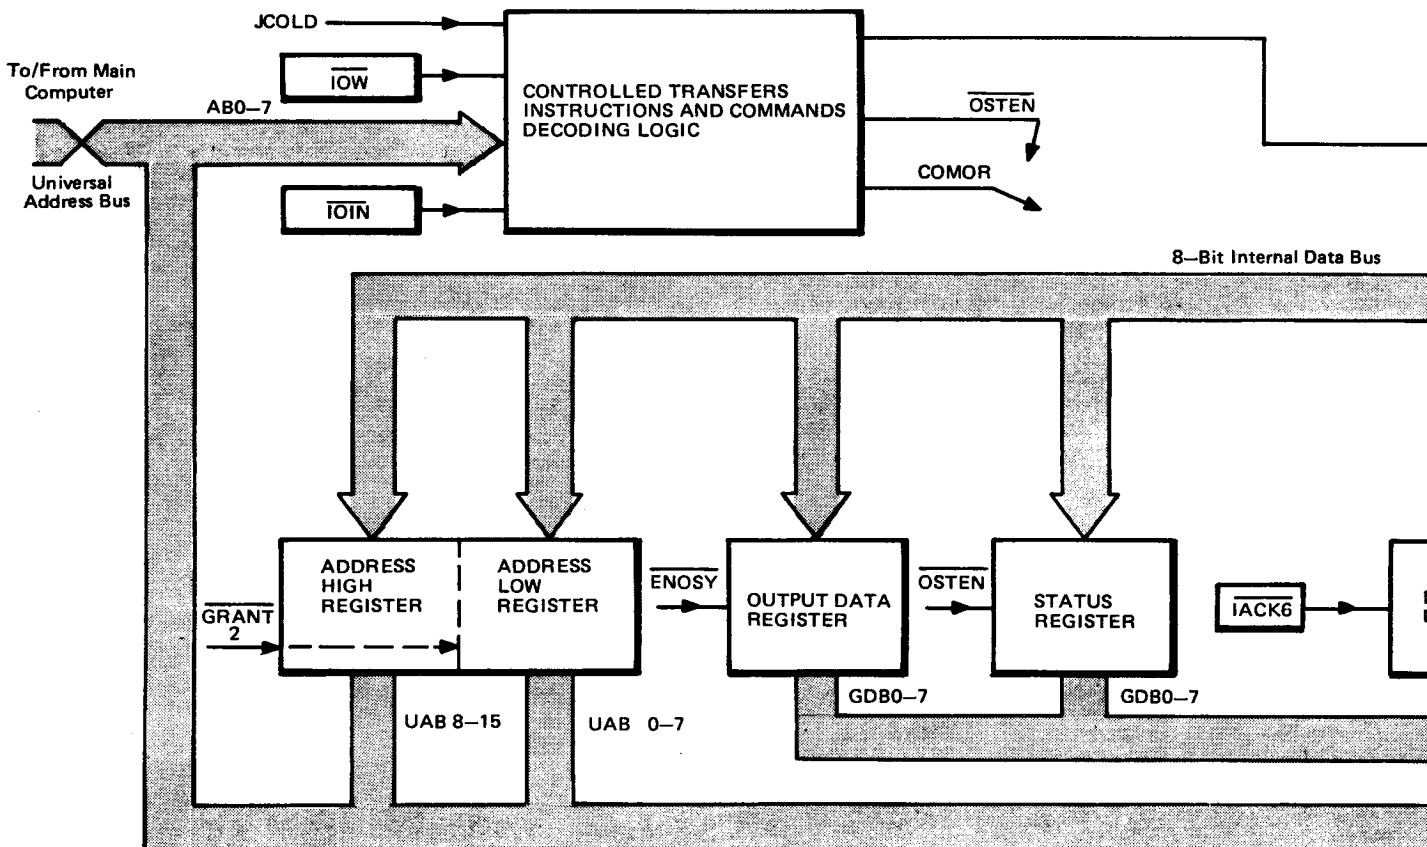 JCOLD
To/From Main
Computer
IOW
AB0—7
CONTROLLED TRANSFERS
INSTRUCTIONS AND COMMANDS
DECODING LOGIC
OSTEN
COMOR
Universal
Address Bus
IOIN
8—Bit Internal Data Bus
ADDRESS
HIGH
REGISTER
ADDRESS
LOW
REGISTER
GRANT
2
ENOSY
OUTPUT DATA
REGISTER
OSTEN
STATUS
REGISTER
IACK6
UAB 8—15
UAB 0—7
GDB0—7
GDB0—7